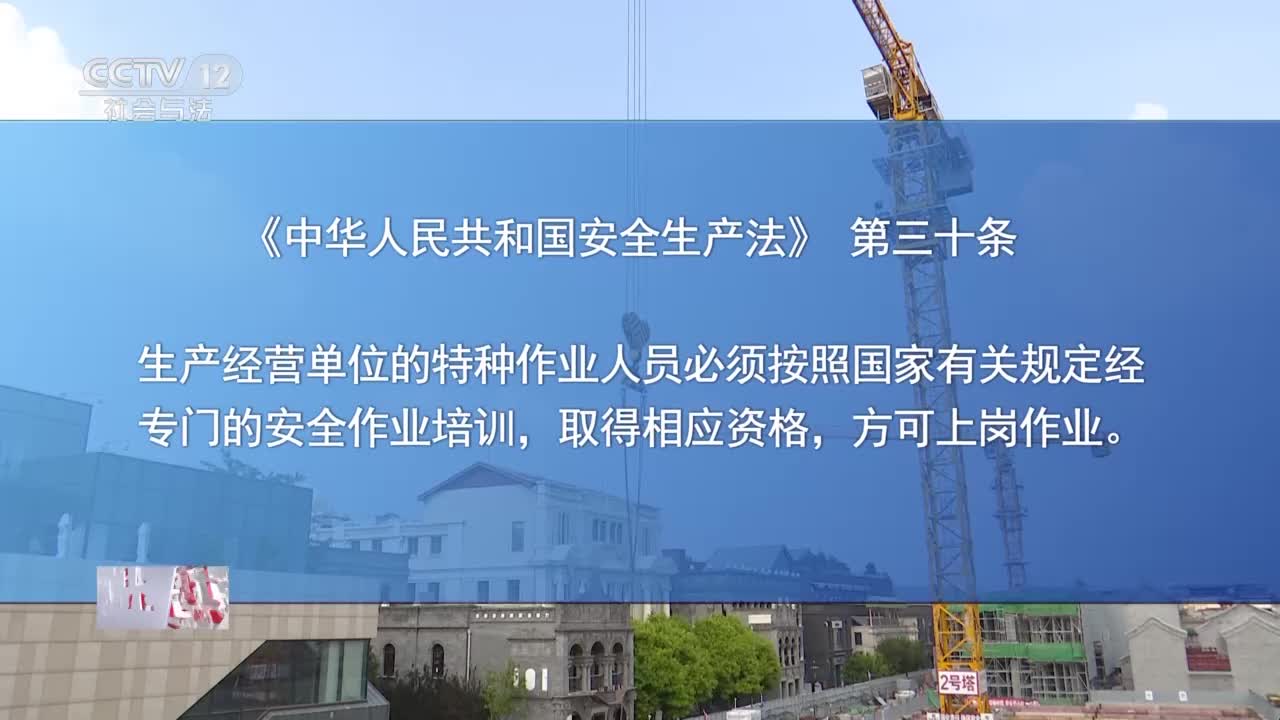 CCTV 12
社会与法
《中华人民共和国安全生产法》 第三十条
生产经营单位的特种作业人员必须按照国家有关规定经
专门的安全作业培训，取得相应资格，方可上岗作业。
2号塔